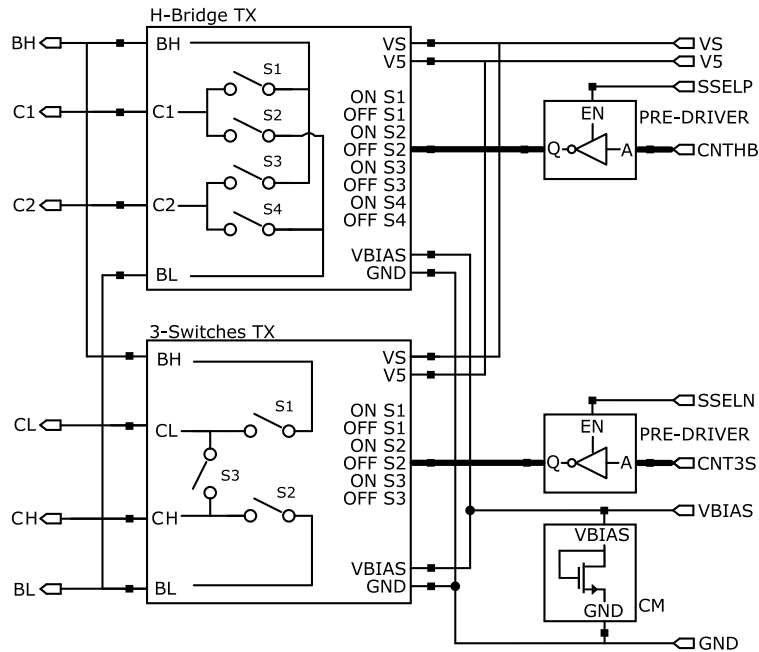 H-Bridge TX
BH
BH
VS
VS
V5
V5
S1
SSELP
ON S1
EN
PRE-DRIVER
C1
C1
OFF S1
S2
ON S2
OFF S2
Q
A
CNTHB
S3
ON S3
OFF S3
C2
C2
S4
ON S4
OFF S4
VBIAS
BL
GND
3-Switches TX
BH
VS
V5
S1
SSELN
ON S1
EN
CL
CL
OFF S1
PRE-DRIVER
ON S2
S3
OFF S2
Q
A
CNT3S
S2
ON S3
OFF S3
CH
CH
VBIAS
VBIAS
VBIAS
BL
BL
GND
GND
CM
GND